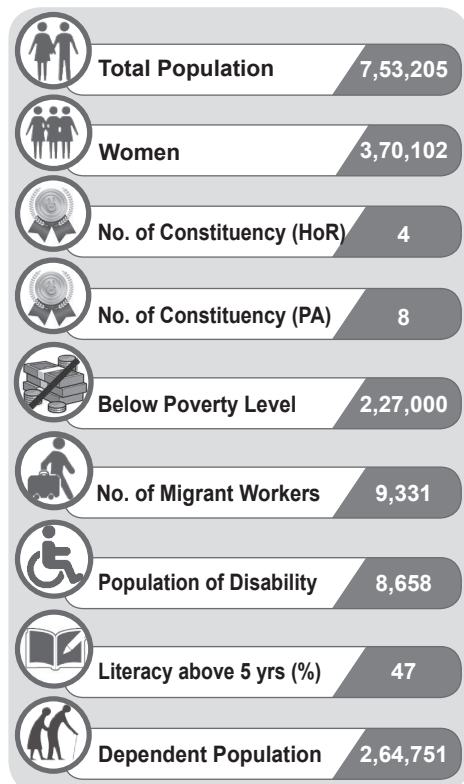 Total Population 7,53,205
Women 3,70,102
No. of Constituency (HoR) 4
No. of Constituency (PA) 8
Below Poverty Level 2,27,000
No. of Migrant Workers 9,331
Population of Disability 8,658
Literacy above 5 yrs (%) 47
Dependent Population 2,64,751